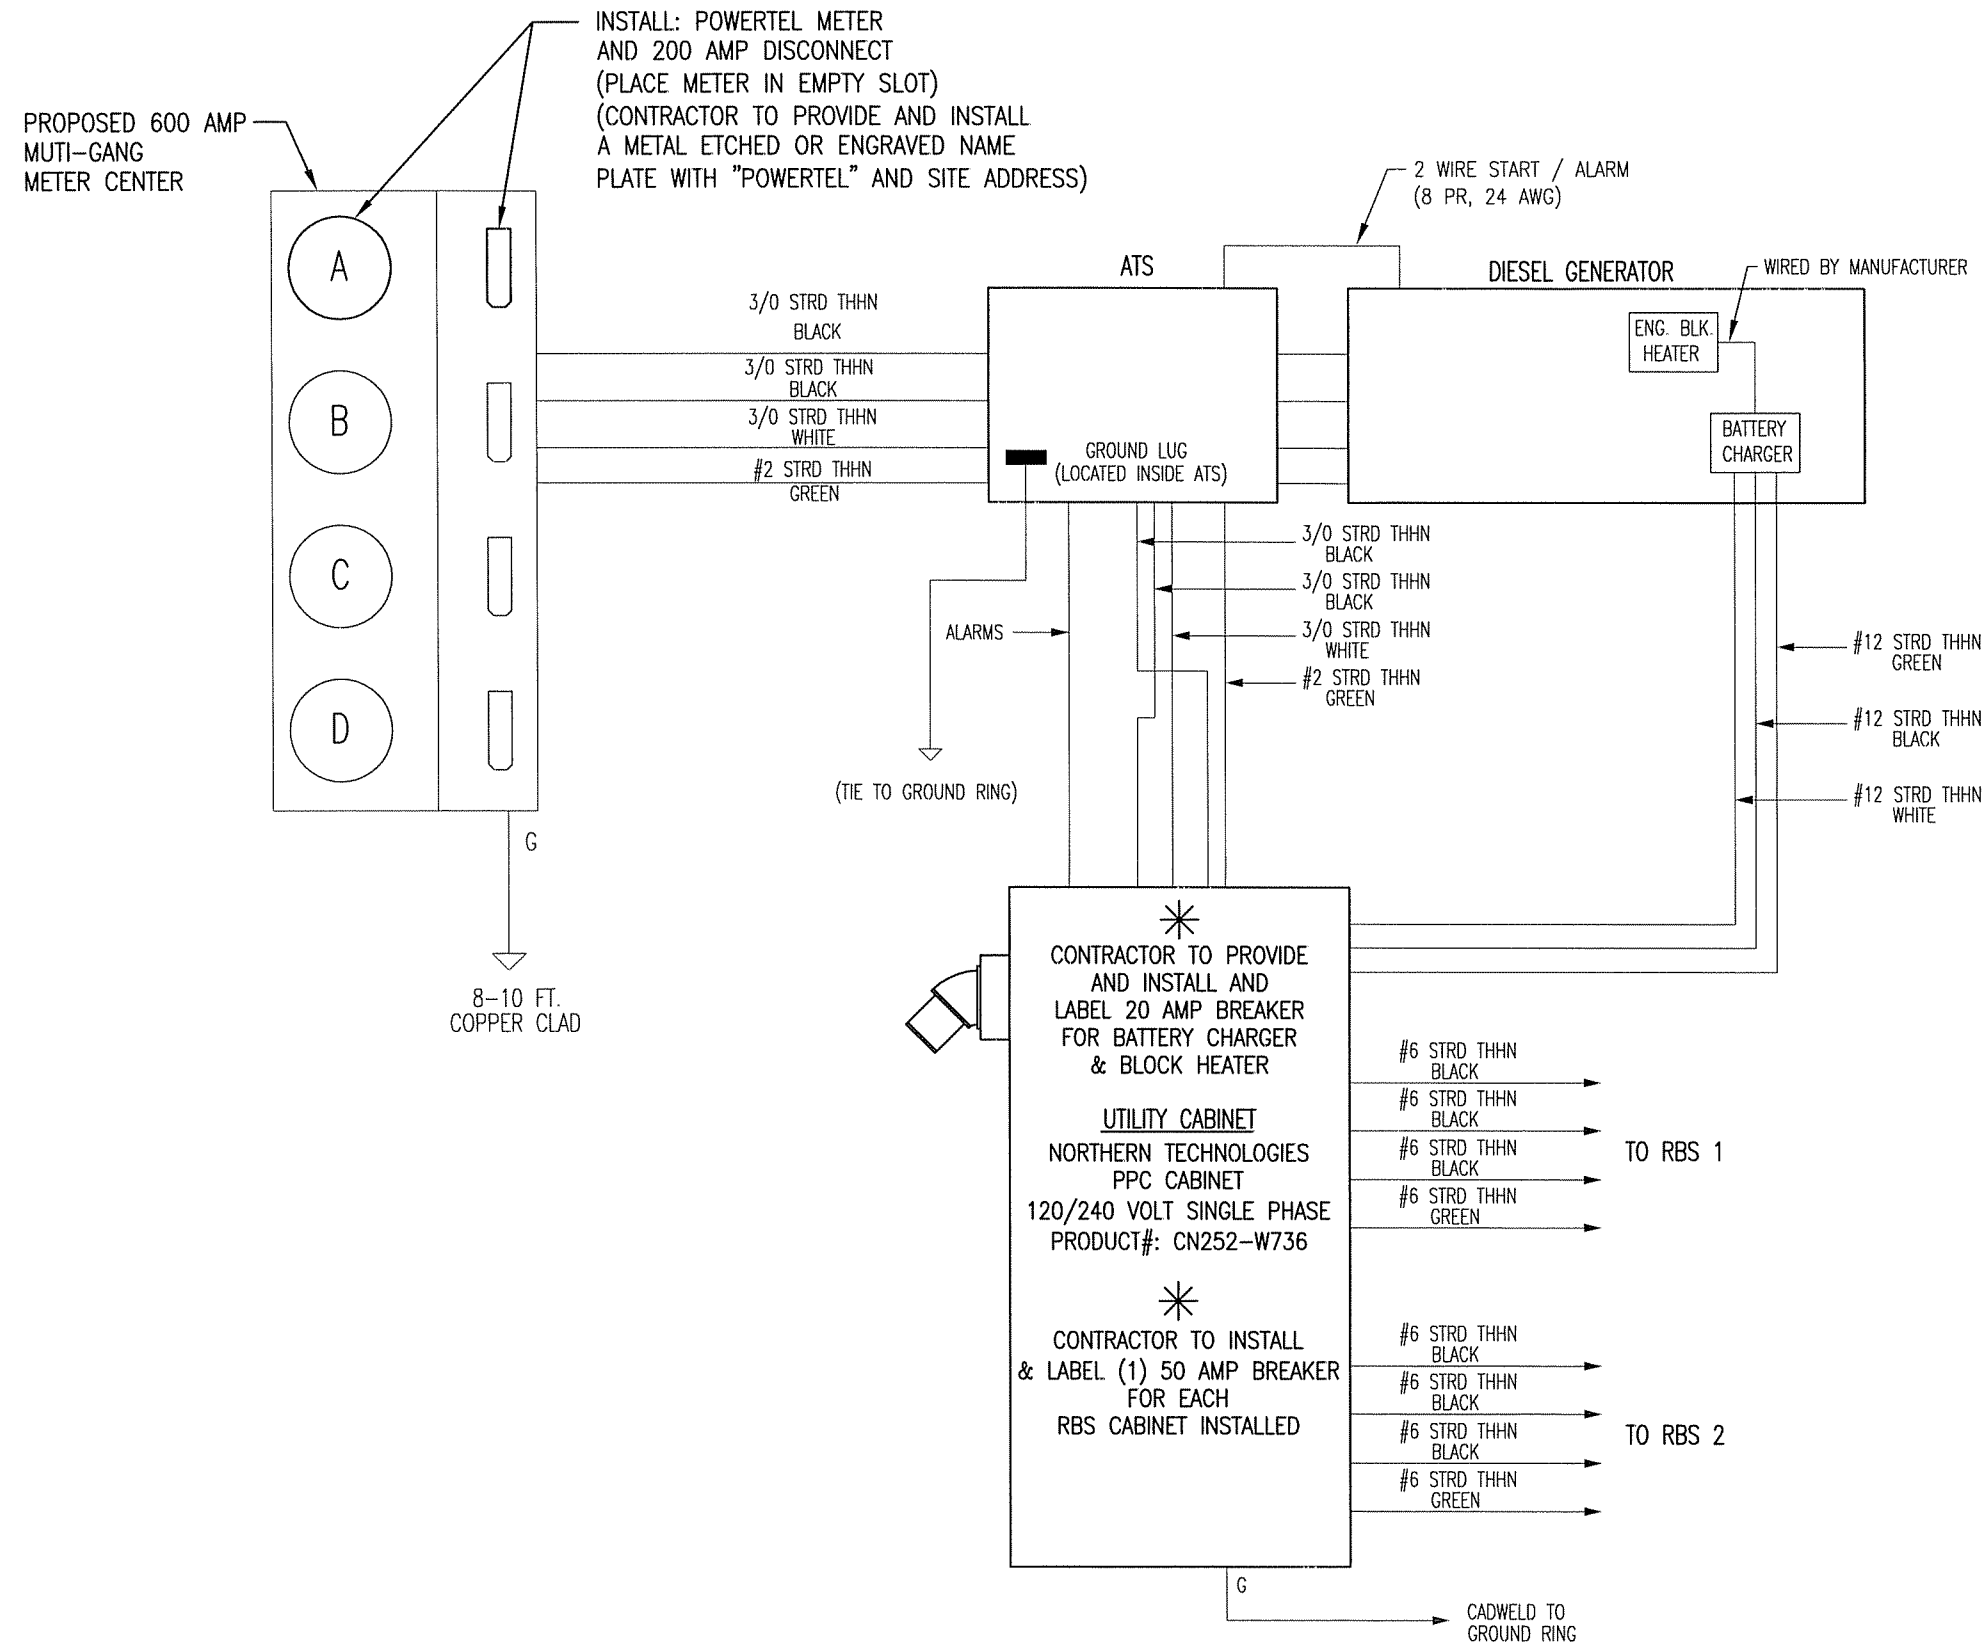 INSTALL: POWERTEL METER
AND 200 AMP DISCONNECT
(PLACE METER IN EMPTY SLOT)
(CONTRACTOR TO PROVIDE AND INSTALL
A METAL ETCHED OR ENGRAVED NAME
PLATE WITH "POWERTEL" AND SITE ADDRESS)
PROPOSED 600 AMP
MUTI-GANG
METER CENTER
A
B
C
D
G
8-10 FT.
COPPER CLAD
3/0 STRD THHN
BLACK
3/0 STRD THHN
BLACK
3/0 STRD THHN
WHITE
#2 STRD THHN
GREEN
ATS
GROUND LUG
(LOCATED INSIDE ATS)
2 WIRE START / ALARM
(8 PR, 24 AWG)
DIESEL GENERATOR
WIRED BY MANUFACTURER
ENG. BLK.
HEATER
BATTERY
CHARGER
ALARMS
(TIE TO GROUND RING)
3/0 STRD THHN
BLACK
3/0 STRD THHN
BLACK
3/0 STRD THHN
WHITE
#2 STRD THHN
GREEN
#12 STRD THHN
GREEN
#12 STRD THHN
BLACK
#12 STRD THHN
WHITE
CONTRACTOR TO PROVIDE
AND INSTALL AND
LABEL 20 AMP BREAKER
FOR BATTERY CHARGER
& BLOCK HEATER
UTILITY CABINET
NORTHERN TECHNOLOGIES
PPC CABINET
120/240 VOLT SINGLE PHASE
PRODUCT#: CN252-W736
CONTRACTOR TO INSTALL
& LABEL (1) 50 AMP BREAKER
FOR EACH
RBS CABINET INSTALLED
#6 STRD THHN
BLACK
#6 STRD THHN
BLACK
#6 STRD THHN
BLACK
#6 STRD THHN
GREEN
TO RBS 1
#6 STRD THHN
BLACK
#6 STRD THHN
BLACK
#6 STRD THHN
BLACK
#6 STRD THHN
GREEN
TO RBS 2
G
CADWELD TO
GROUND RING